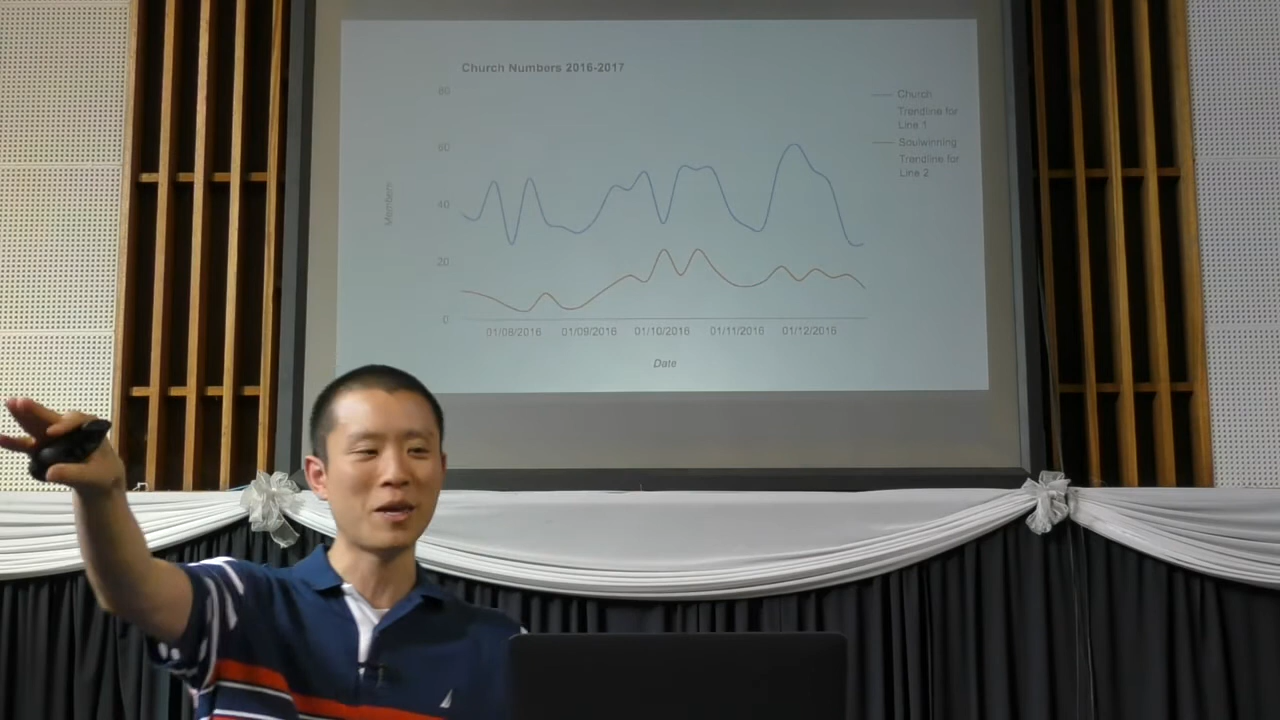 Church Numbers 2016-2017
80
60
40
20
0
Members
Church
Trendline for
Line 1
Soulwinning
Trendline for
Line 2
01/08/2016 01/09/2016 01/10/2016 01/11/2016 01/12/2016
Date